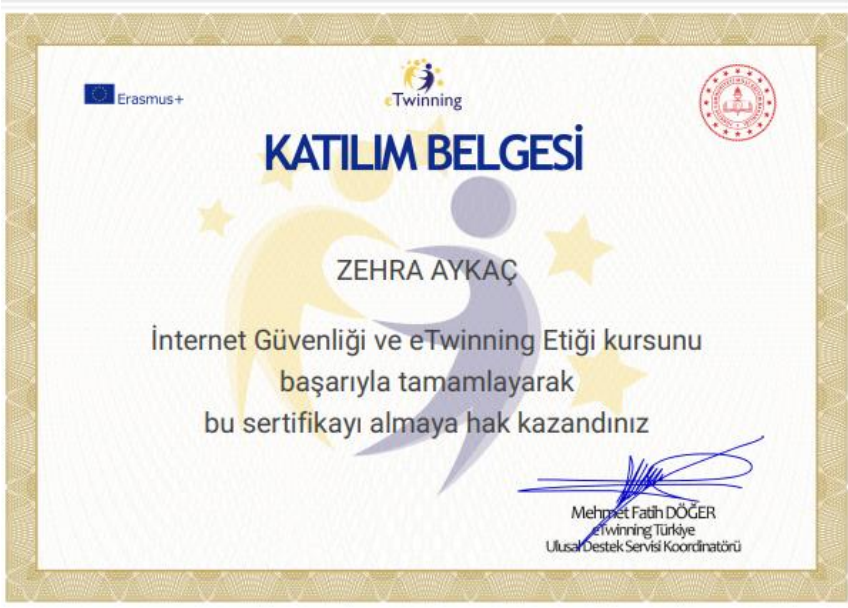 Erasmus+
eTwinning
KATILIM BELGESİ
ZEHRA AYKAÇ
İnternet Güvenliği ve eTwinning Etiği kursunu
başarıyla tamamlayarak
bu sertifikayı almaya hak kazandınız
Mehmet Fatih DÖĞER
eTwinning Türkiye
Ulusal Destek Servisi Koordinatörü